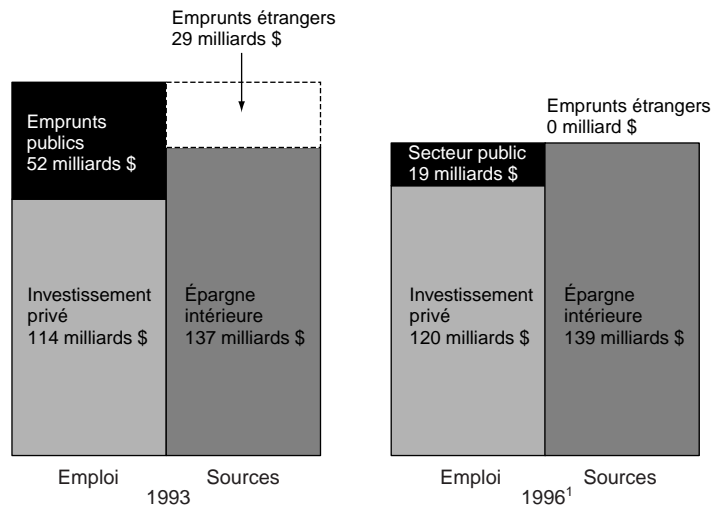 Emprunts étrangers
29 milliards $
Emprunts
publics
52 milliards $
Investissement
privé
114 milliards $
Épargne
intérieure
137 milliards $
Emploi
Sources
1993
Emprunts étrangers
0 milliard $
Secteur public
19 milliards $
Investissement
privé
120 milliards $
Épargne
intérieure
139 milliards $
Emploi
Sources
1996¹